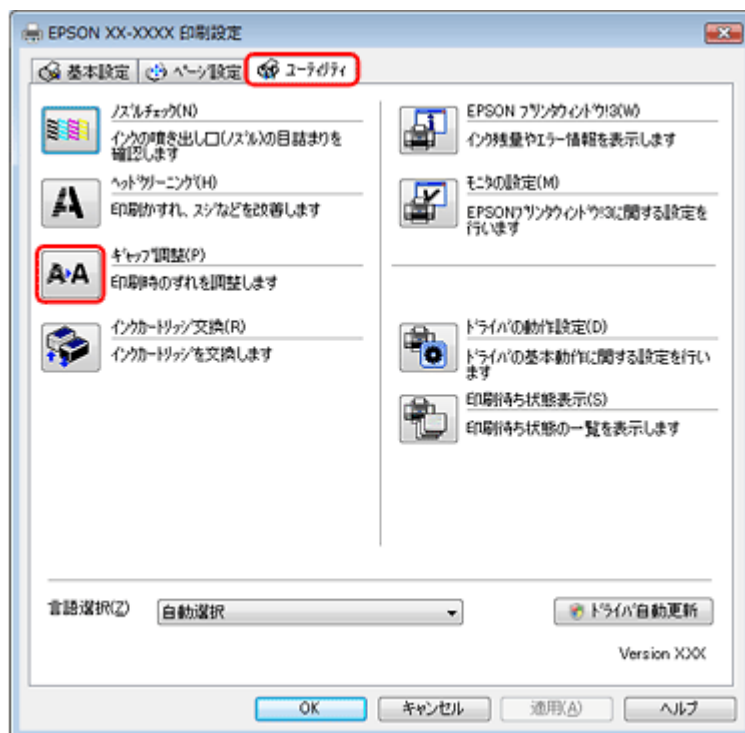 EPSON XX-XXXX 印刷設定
基本設定
ページ設定
ユーティリティ
ノズルチェック(N)
インクの噴き出し口(ノズル)の目詰まりを
確認します
ヘッドクリーニング(H)
印刷かすれ、スジなどを改善します
ギャップ調整(P)
印刷時のずれを調整します
インクカートリッジ交換(R)
インクカートリッジを交換します
EPSON プリンタウィンドウ!3(W)
インク残量やエラー情報を表示します
モニタの設定(M)
EPSONプリンタウィンドウ!3に関する設定を
行います
ドライバの動作設定(D)
ドライバの基本動作に関する設定を行い
ます
印刷待ち状態表示(S)
印刷待ち状態の一覧を表示します
言語選択(Z)
自動選択
ドライバ自動更新
Version XXX
OK
キャンセル
適用(A)
ヘルプ